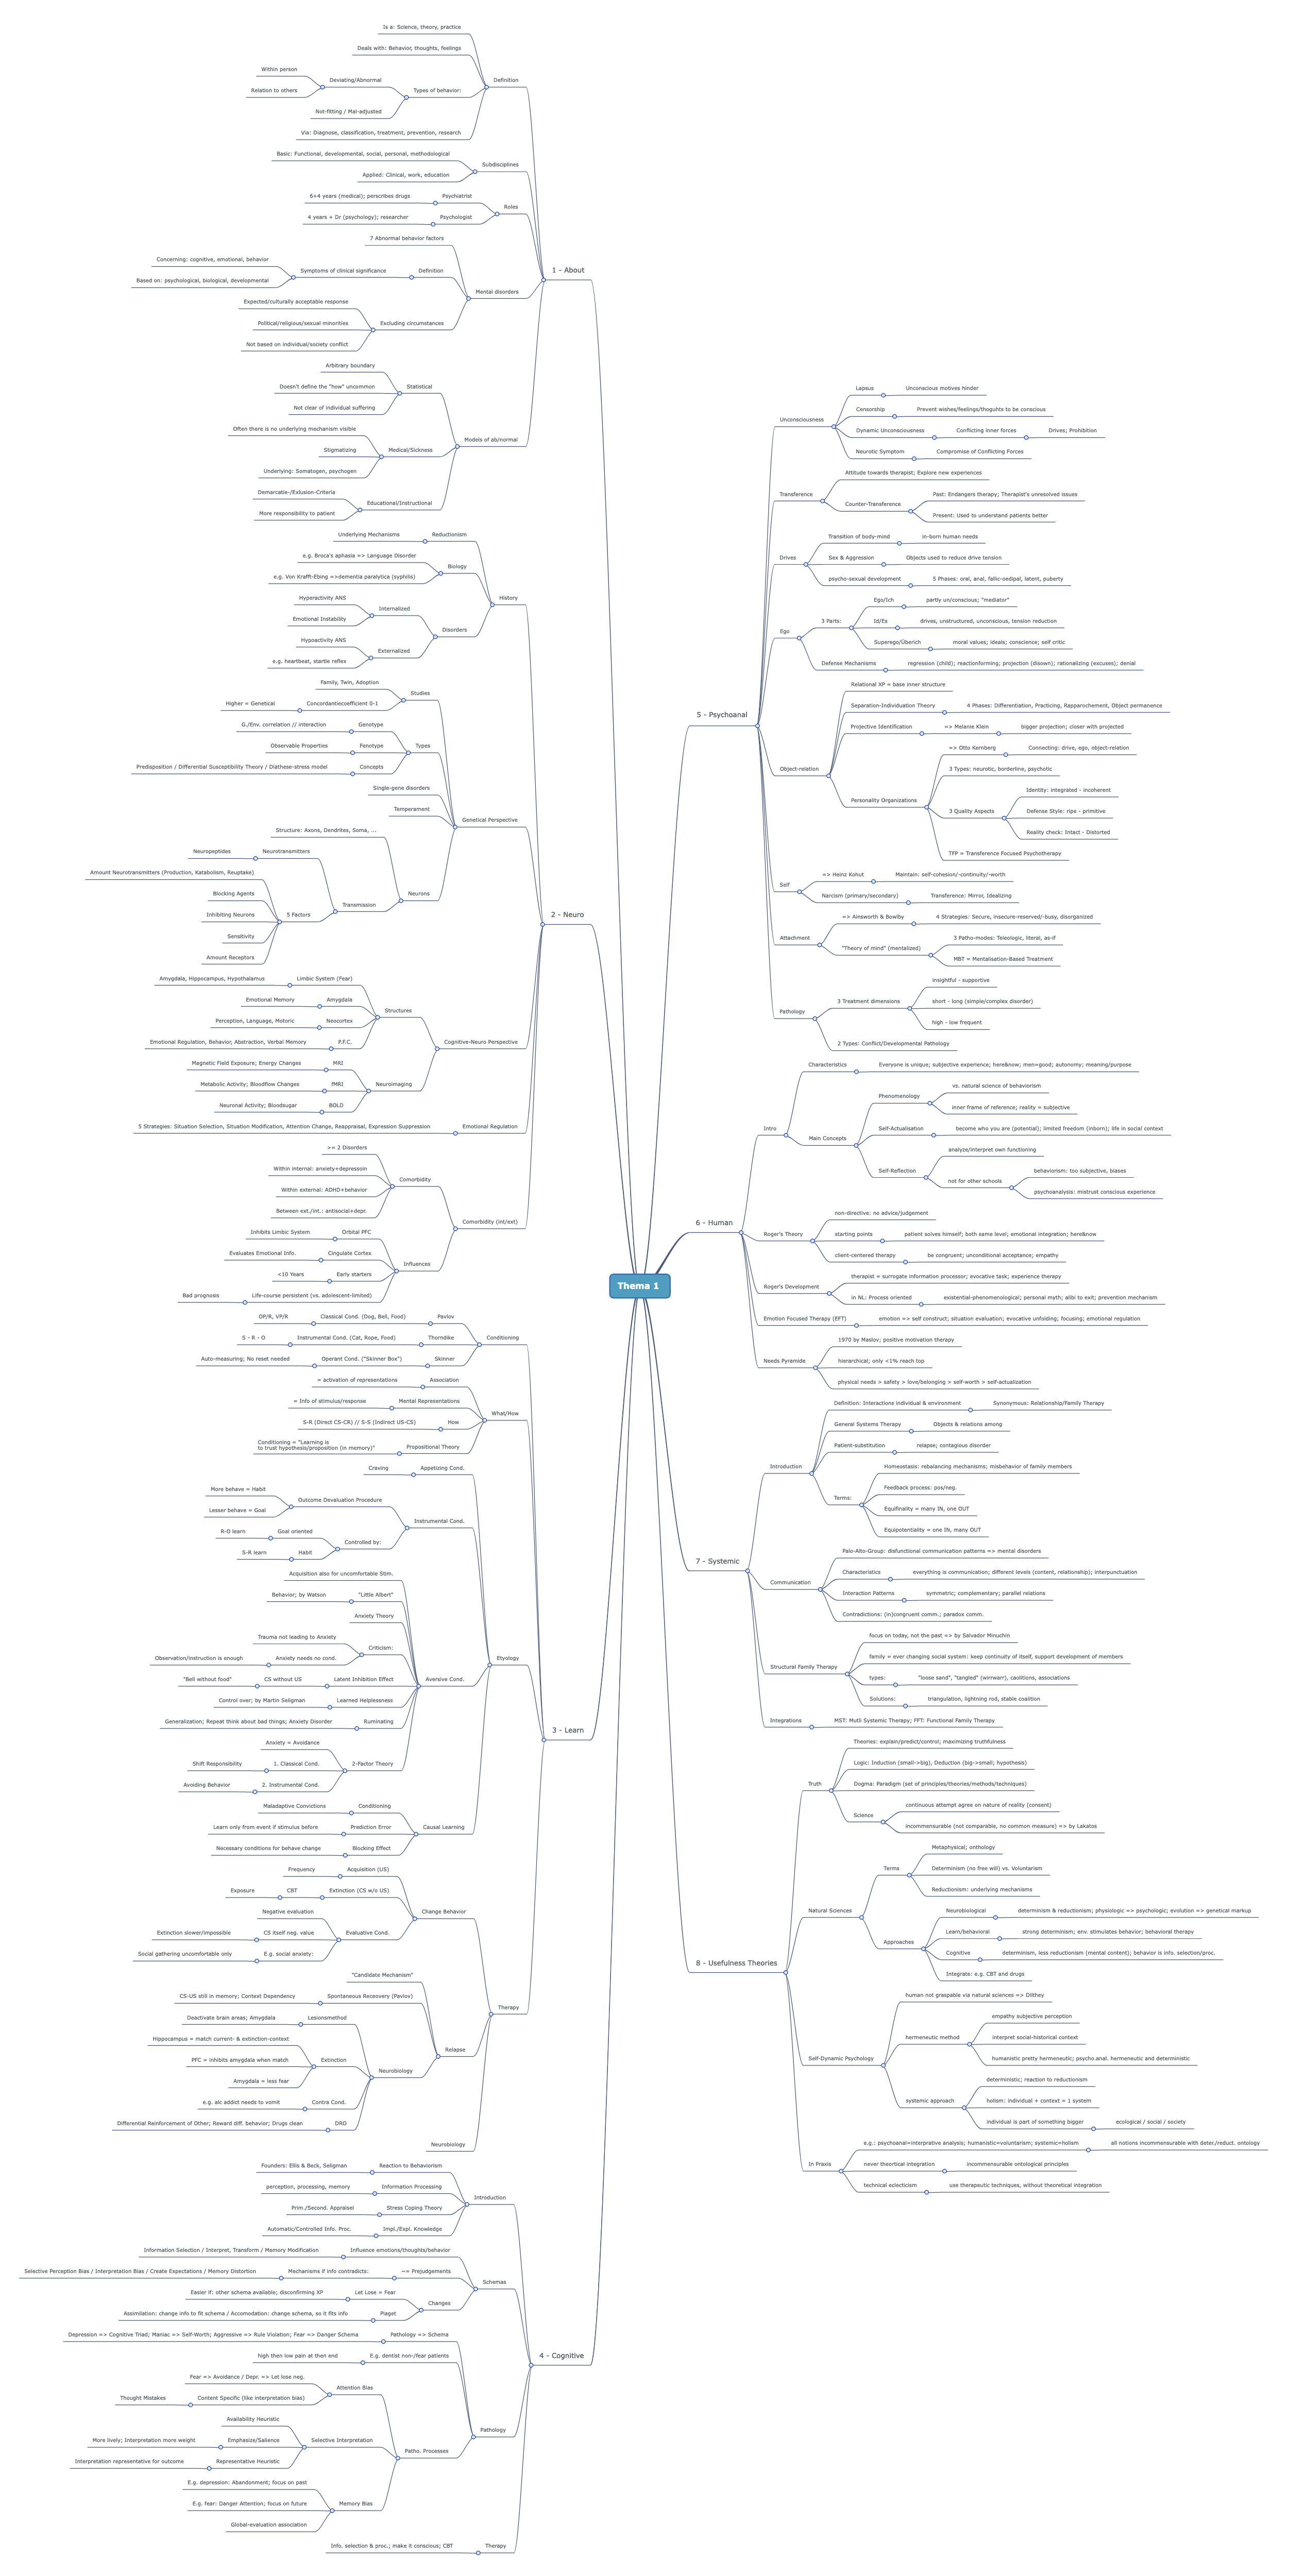 Thema 1
1 - About
Definition
Is a: Science, theory, practice
Deals with: Behavior, thoughts, feelings
Types of behavior:
Deviating/Abnormal
Within person
Relation to others
Not-fitting / Mal-adjusted
Via: Diagnose, classification, treatment, prevention, research
Subdisciplines
Basic: Functional, developmental, social, personal, methodological
Applied: Clinical, work, education
Roles
Psychiatrist
6+4 years (medical); perscribes drugs
Psychologist
4 years + Dr (psychology); researcher
Mental disorders
7 Abnormal behavior factors
Definition
Symptoms of clinical significance
Concerning: cognitive, emotional, behavior
Based on: psychological, biological, developmental
Excluding circumstances
Expected/culturally acceptable response
Political/religious/sexual minorities
Not based on individual/society conflict
Models of ab/normal
Statistical
Arbitrary boundary
Doesn't define the "how" uncommon
Not clear of individual suffering
Medical/Sickness
Often there is no underlying mechanism visible
Stigmatizing
Underlying: Somatogen, psychogen
Educational/Instructional
Demarcatie-/Exlusion-Criteria
More responsibility to patient
2 - Neuro
History
Reductionism
Underlying Mechanisms
Biology
e.g. Broca's aphasia => Language Disorder
e.g. Von Krafft-Ebing =>dementia paralytica (syphilis)
Disorders
Internalized
Hyperactivity ANS
Emotional Instability
Externalized
Hypoactivity ANS
e.g. heartbeat, startle reflex
Genetical Perspective
Studies
Family, Twin, Adoption
Concordantiecoefficient 0-1
Higher = Genetical
Types
Genotype
G./Env. correlation // interaction
Fenotype
Observable Properties
Concepts
Predisposition / Differential Susceptibility Theory / Diathese-stress model
Single-gene disorders
Temperament
Neurons
Structure: Axons, Dendrites, Soma, ...
Transmission
Neurotransmitters
Neuropeptides
5 Factors
Amount Neurotransmitters (Production, Katabolism, Reuptake)
Blocking Agents
Inhibiting Neurons
Sensitivity
Amount Receptors
Cognitive-Neuro Perspective
Structures
Limbic System (Fear)
Amygdala, Hippocampus, Hypothalamus
Amygdala
Emotional Memory
Neocortex
Perception, Language, Motoric
P.F.C.
Emotional Regulation, Behavior, Abstraction, Verbal Memory
Neuroimaging
MRI
Magnetic Field Exposure; Energy Changes
fMRI
Metabolic Activity; Bloodflow Changes
BOLD
Neuronal Activity; Bloodsugar
Emotional Regulation
5 Strategies: Situation Selection, Situation Modification, Attention Change, Reappraisal, Expression Suppression
Comorbidity (int/ext)
Comorbidity
>= 2 Disorders
Within internal: anxiety+depressoin
Within external: ADHD+behavior
Between ext./int.: antisocial+depr.
Influences
Orbital PFC
Inhibits Limbic System
Cingulate Cortex
Evaluates Emotional Info.
Early starters
<10 Years
Life-course persistent (vs. adolescent-limited)
Bad prognosis
3 - Learn
Conditioning
Pavlov
Classical Cond. (Dog, Bell, Food)
OP/R, VP/R
Thorndike
Instrumental Cond. (Cat, Rope, Food)
S - R - O
Skinner
Operant Cond. ("Skinner Box")
Auto-measuring; No reset needed
What/How
Association
= activation of representations
Mental Representations
= Info of stimulus/response
How
S-R (Direct CS-CR) // S-S (Indirect US-CS)
Propositional Theory
Conditioning = "Learning is
to trust hypothesis/proposition (in memory)"
Etyology
Appetizing Cond.
Craving
Instrumental Cond.
Outcome Devaluation Procedure
More behave = Habit
Lesser behave = Goal
Controlled by:
Goal oriented
R-O learn
Habit
S-R learn
Aversive Cond.
Acquisition also for uncomfortable Stim.
"Little Albert"
Behavior; by Watson
Anxiety Theory
Criticism:
Trauma not leading to Anxiety
Anxiety needs no cond.
Observation/instruction is enough
Latent Inhibition Effect
CS without US
"Bell without food"
Learned Helplessness
Control over; by Martin Seligman
Ruminating
Generalization; Repeat think about bad things; Anxiety Disorder
2-Factor Theory
Anxiety = Avoidance
1. Classical Cond.
Shift Responsibility
2. Instrumental Cond.
Avoiding Behavior
Causal Learning
Conditioning
Maladaptive Convictions
Prediction Error
Learn only from event if stimulus before
Blocking Effect
Necessary conditions for behave change
Therapy
Change Behavior
Acquisition (US)
Frequency
Extinction (CS w/o US)
CBT
Expoeure
Evaluative Cond.
Negative evaluation
CS itself neg. value
Extinction slower/impossible
E.g. social anxiety:
Social gathering uncomfortable only
Relapse
"Candidate Mechanism"
Spontaneous Receovery (Pavlov)
CS-US still in memory; Context Dependency
Neurobiology
Lesionsmethod
Deactivate brain areas; Amygdala
Extinction
Hippocampus = match current- & extinction-context
PFC = inhibits amygdala when match
Amygdala = less fear
Contra Cond.
e.g. alc addict needs to vomit
DRO
Differential Reinforcement of Other; Reward diff. behavior; Drugs clean
Neurobiology
4 - Cognitive
Introduction
Reaction to Behaviorism
Founders: Ellis & Beck, Seligman
Information Processing
perception, processing, memory
Stress Coping Theory
Prim./Second. Appraisel
Impl./Expl. Knowledge
Automatic/Controlled Info. Proc.
Schemas
Influence emotions/thoughts/behavior
Information Selection / Interpret, Transform / Memory Modification
~= Prejudgements
Mechanisms if info contradicts:
Selective Perception Bias / Interpretation Bias / Create Expectations / Memory Distortion
Changes
Let Lose = Fear
Easier if: other schema available; disconfirming XP
Piaget
Assimilation: change info to fit schema / Accomodation: change schema, so it fits info
Pathology
Pathology => Schema
Depression => Cognitive Triad; Maniac => Self-Worth; Aggressive => Rule Violation; Fear => Danger Schema
E.g. dentist non-/fear patients
high then low pain at then end
Patho. Processes
Attention Bias
Fear => Avoidance / Depr. => Let lose neg.
Content Specific (like interpretation bias)
Thought Mistakes
Selective Interpretation
Availability Heuristic
Emphasize/Salience
More lively; Interpretation more weight
Representative Heuristic
Interpretation representative for outcome
Memory Bias
E.g. depression: Abandonment; focus on past
E.g. fear: Danger Attention; focus on future
Global-evaluation association
Therapy
Info. selection & proc.; make it conscious; CBT
5 - Psychoanal
Unconsciousness
Lapsus
Unconscious motives hinder
Censorship
Prevent wishes/feelings/thoguhts to be conscious
Dynamic Unconsciousness
Conflicting inner forces
Drives; Prohibition
Neurotic Symptom
Compromise of Conflicting Forces
Transference
Attitude towards therapist; Explore new experiences
Counter-Transference
Past: Endangers therapy; Therapist's unresolved issues
Present: Used to understand patients better
Drives
Transition of body-mind
in-born human needs
Sex & Aggression
Objects used to reduce drive tension
psycho-sexual development
5 Phases: oral, anal, fallic-oedipal, latent, puberty
Ego
3 Parts:
Ego/Ich
partly un/conscious; "mediator"
Id/Es
drives, unstructured, unconscious, tension reduction
Superego/Überich
moral values; ideals; conscience; self critic
Defense Mechanisms
regression (child); reactionforming; projection (disown); rationalizing (excuses); denial
Object-relation
Relational XP = base inner structure
Separation-Individuation Theory
4 Phases: Differentiation, Practicing, Rapparochement, Object permanence
Projective Identification
=> Melanie Klein
bigger projection; closer with projected
Personality Organizations
=> Otto Kernberg
Connecting: drive, ego, object-relation
3 Types: neurotic, borderline, psychotic
3 Quality Aspects
Identity: integrated - incoherent
Defense Style: ripe - primitive
Reality check: Intact - Distorted
TFP = Transference Focused Psychotherapy
Self
=> Heinz Kohut
Maintain: self-cohesion/-continuity/-worth
Narcism (primary/secondary)
Transference: Mirror, Idealizing
Attachment
=> Ainsworth & Bowlby
4 Strategies: Secure, insecure-reserved/-busy, disorganized
"Theory of mind" (mentalized)
3 Patho-modes: Teleologic, literal, as-if
MBT = Mentalisation-Based Treatment
Pathology
3 Treatment dimensions
insightful - supportive
short - long (simple/complex disorder)
high - low frequent
2 Types: Conflict/Developmental Pathology
6 - Human
Intro
Characteristics
Everyone is unique; subjective experience; here&now; men=good; autonomy; meaning/purpose
Main Concepts
Phenomenology
vs. natural science of behaviorism
inner frame of reference; reality = subjective
Self-Actualisation
become who you are (potential); limited freedom (inborn); life in social context
Self-Reflection
analyze/interpret own functioning
not for other schools
behaviorism: too subjective, biases
psychoanalysis: mistrust conscious experience
Roger's Theory
non-directive: no advice/judgement
starting points
patient solves himself; both same level; emotional integration; here&now
client-centered therapy
be congruent; unconditional acceptance; empathy
Roger's Development
therapist = surrogate information processor; evocative task; experience therapy
in NL: Process oriented
existential-phenomenological; personal myth; alibi to exit; prevention mechanism
Emotion Focused Therapy (EFT)
emotion => self construct; situation evaluation; evocative unfolding; focusing; emotional regulation
Needs Pyramide
1970 by Maslov; positive motivation therapy
hierarchical; only <1% reach top
physical needs > safety > love/belonging > self-worth > self-actualization
7 - Systemic
Introduction
Definition: Interactions individual & environment
Synonymous: Relationship/Family Therapy
General Systems Therapy
Objects & relations among
Patient-substitution
relapse; contagious disorder
Terms:
Homeostasis: rebalancing mechanisms; misbehavior of family members
Feedback process: pos/neg.
Equifinality = many IN, one OUT
Equipotentiality = one IN, many OUT
Communication
Palo-Alto-Group: disfunctional communication patterns => mental disorders
Characteristics
everything is communication; different levels (content, relationship); interpunctuation
Interaction Patterns
symmetric; complementary; parallel relations
Contradictions: (in)congruent comm.; paradox comm.
Structural Family Therapy
focus on today, not the past => by Salvador Minuchin
family = ever changing social system: keep continuity of itself, support development of members
types:
"loose sand", "tangled" (wirrwarr), caolitions, associations
Solutions:
triangulation, lightning rod, stable coalition
Integrations
MST: Mutli Systemic Therapy; FFT: Functional Family Therapy
8 - Usefulness Theories
Truth
Theories: explain/predict/control; maximizing truthfulness
Logic: Induction (small->big), Deduction (big->small; hypothesis)
Dogma: Paradigm (set of principles/theories/methods/techniques)
Science
continuous attempt agree on nature of reality (consent)
incommensurable (not comparable, no common measure) => by Lakatos
Natural Sciences
Terms
Metaphysical; onthology
Determinism (no free will) vs. Voluntarism
Reductionism: underlying mechanisms
Approaches
Neurobiological
determinism & reductionism; physiologic => psychologic; evolution => genetical markup
Learn/behavioral
strong determinism; env. stimulates behavior; behavioral therapy
Cognitive
determinism, less reductionism (mental content); behavior is info. selection/proc.
Integrate: e.g. CBT and drugs
Self-Dynamic Psychology
human not graspable via natural sciences => Dilthey
hermeneutic method
empathy subjective perception
interpret social-historical context
humanistic pretty hermeneutic; psycho.anal. hermeneutic and deterministic
systemic approach
deterministic; reaction to reductionism
holism: individual + context = 1 system
individual is part of something bigger
ecological / social / society
In Praxis
e.g.: psychoanal=interprative analysis; humanistic=voluntarism; systemic=holism
all notions incommensurable with deter./reduct. ontology
never theortical integration
incommensurable ontological principles
technical eclecticism
use therapeutic techniques, without theoretical integration